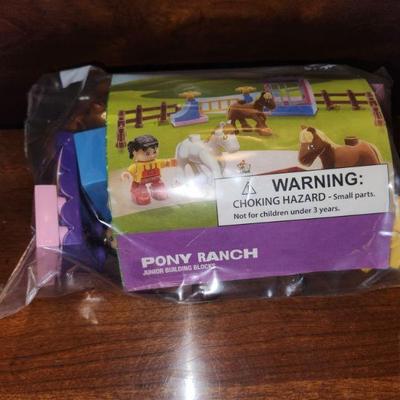 WARNING:
CHOKING HAZARD - Small parts.
Not for children under 3 years.
PONY RANCH
JUNIOR BUILDING BLOCKS